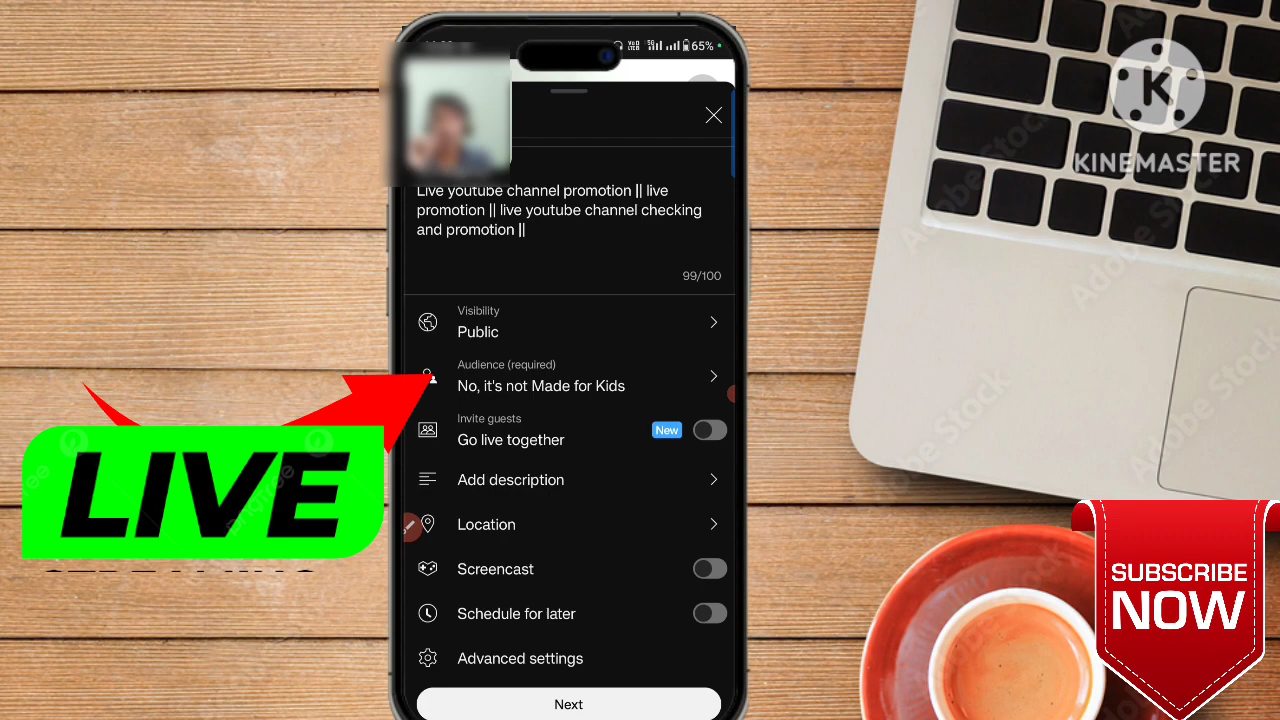 65%
Live youtube channel promotion || live
promotion || live youtube channel checking
and promotion ||
99/100
Visibility
Public
Audience (required)
No, it's not Made for Kids
Invite guests
Go live together
New
Add description
Location
Screencast
Schedule for later
Advanced settings
Next
LIVE
K
KINEMASTER
SUBSCRIBE
NOW
Adobe Stock